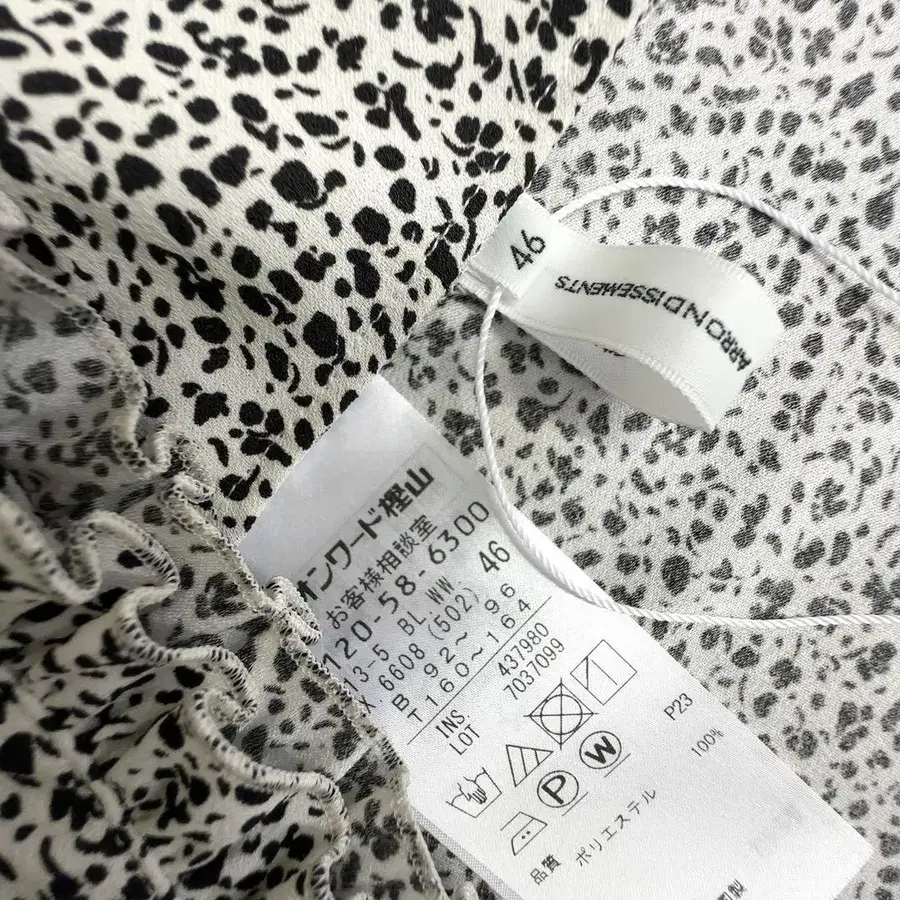 46
ARRONDISSEMENTS
オンワード樫山
お客様相談室
120-58-6300
13-5 BL.WW. 46
6608 (502)
B 92～ 96
T160～164
INS 437980
LOT 7037099
P23
P W
品質 ポリエステル 100%